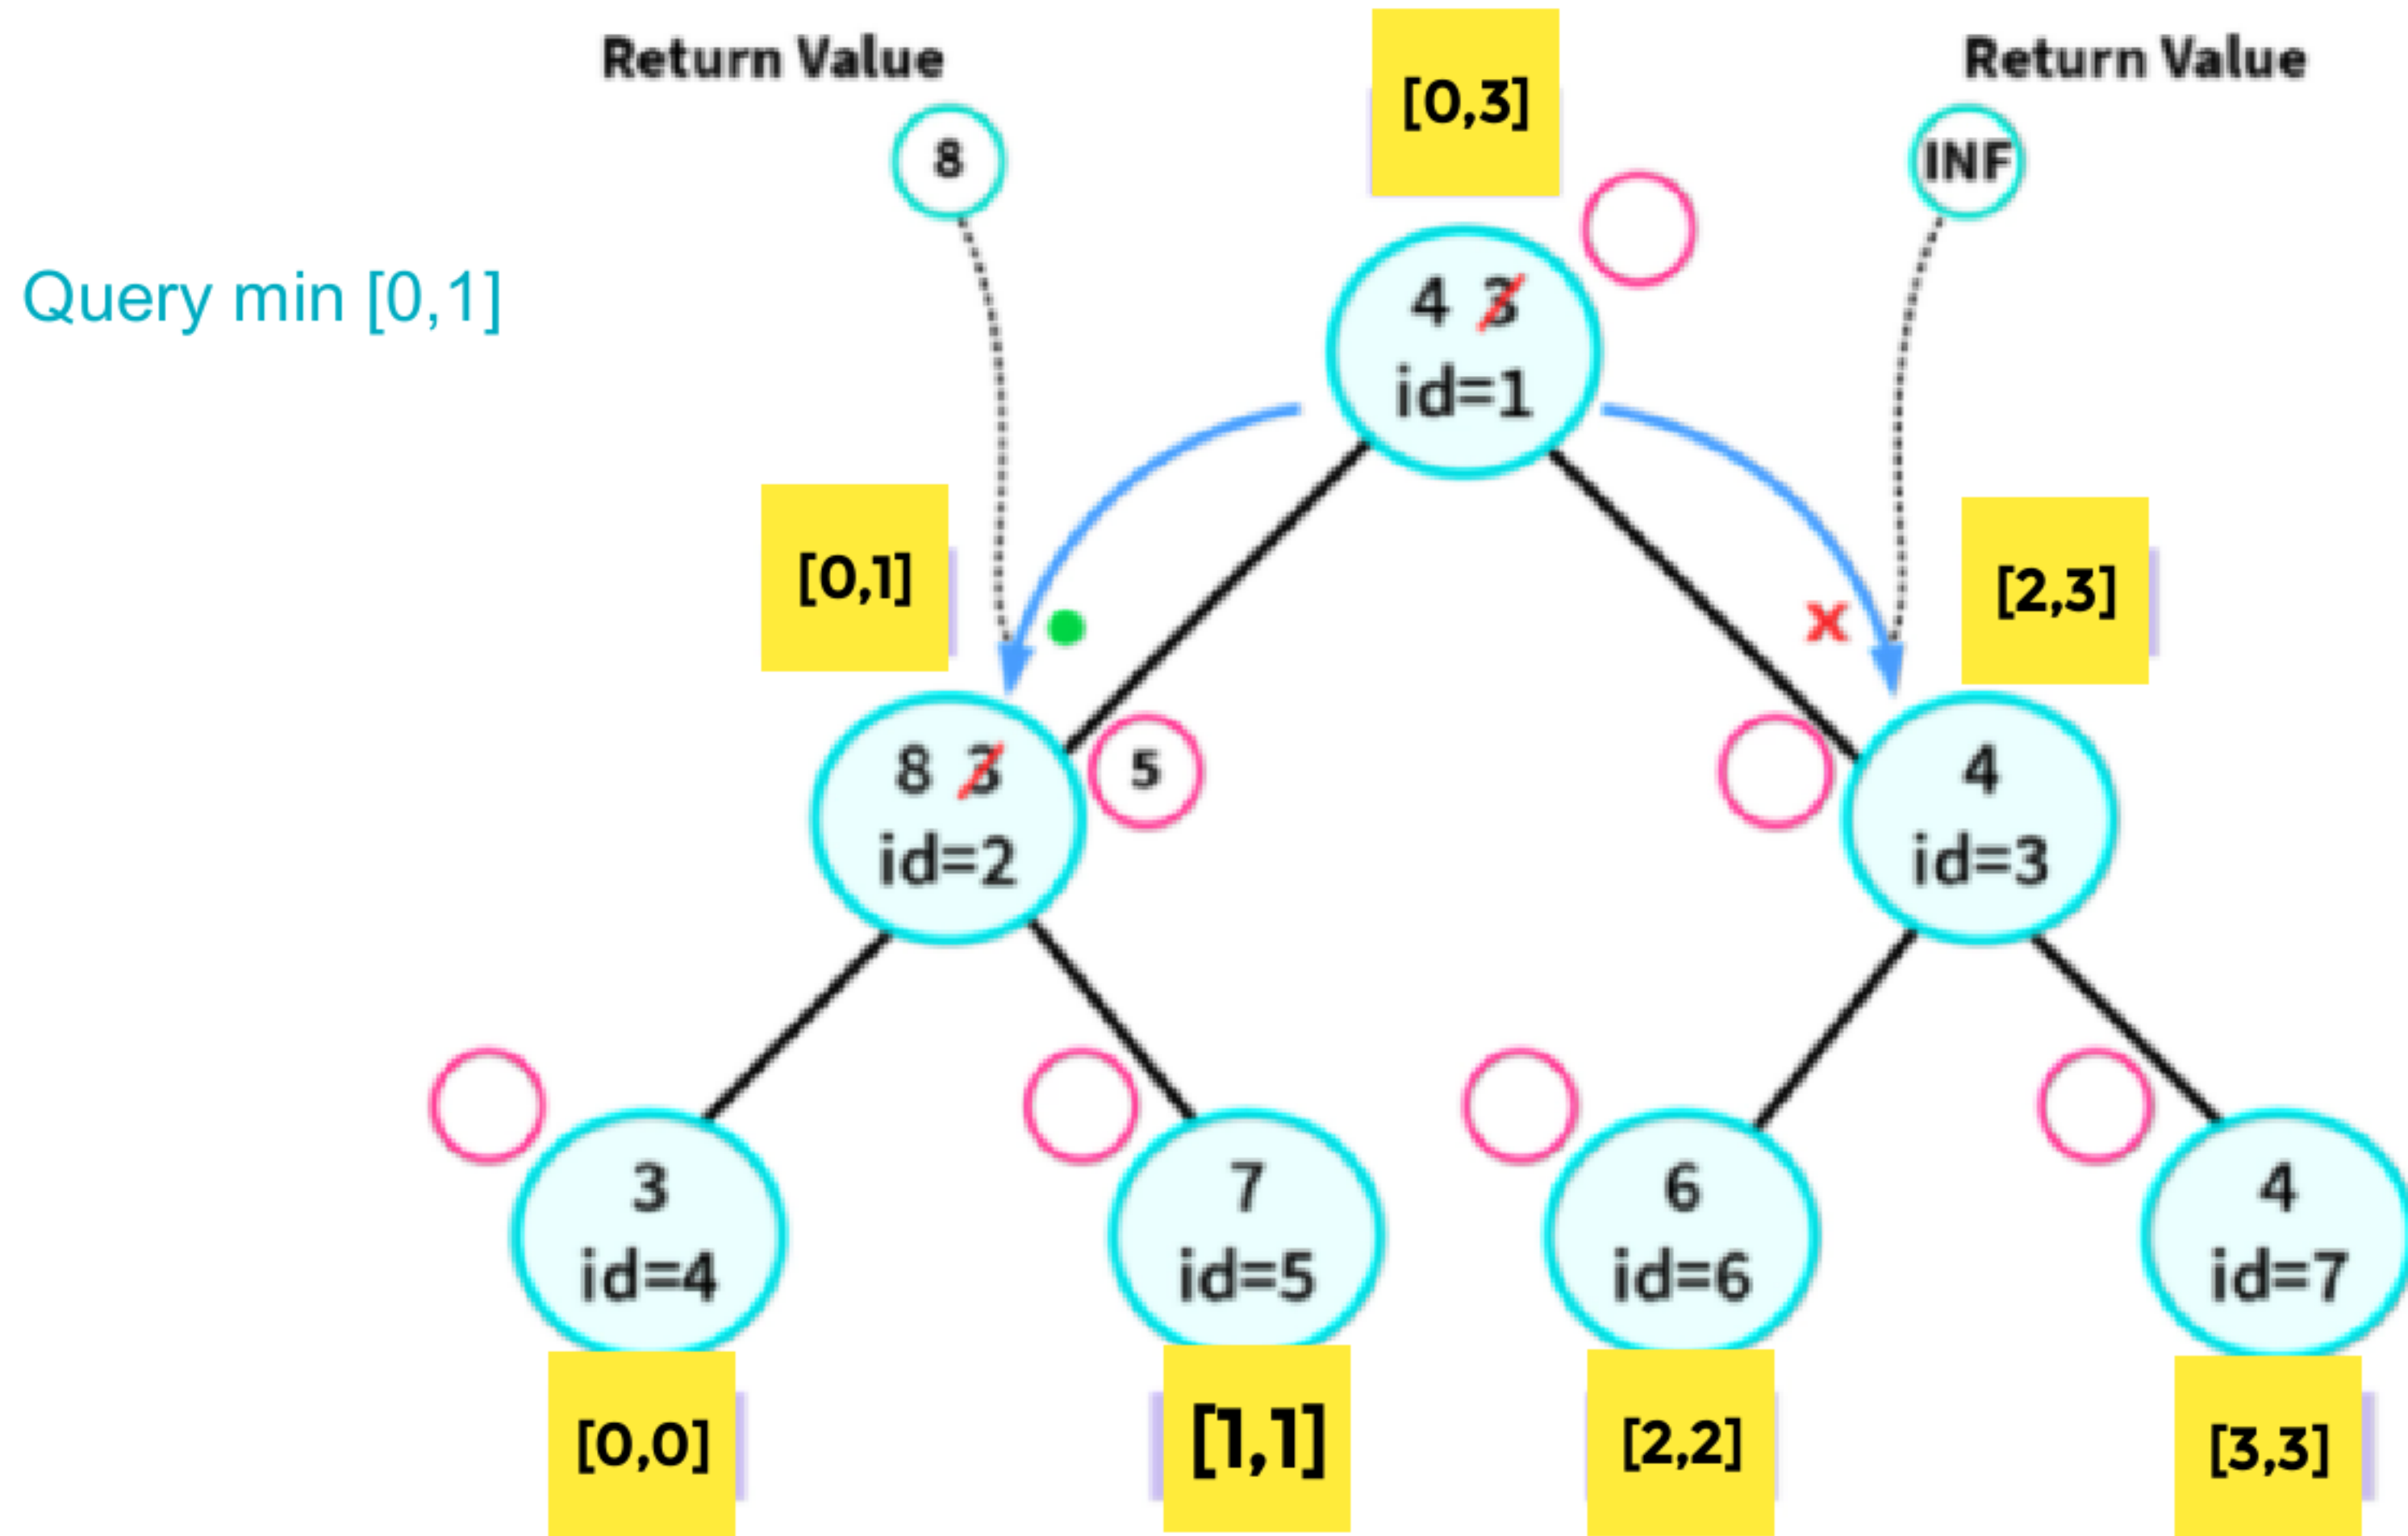 Return Value
[0,3]
Return Value
8
INF
Query min [0,1]
4 3
id=1
[0,1]
[2,3]
8 3
id=2
5
4
id=3
3
id=4
7
id=5
6
id=6
4
id=7
[0,0]
[1,1]
[2,2]
[3,3]